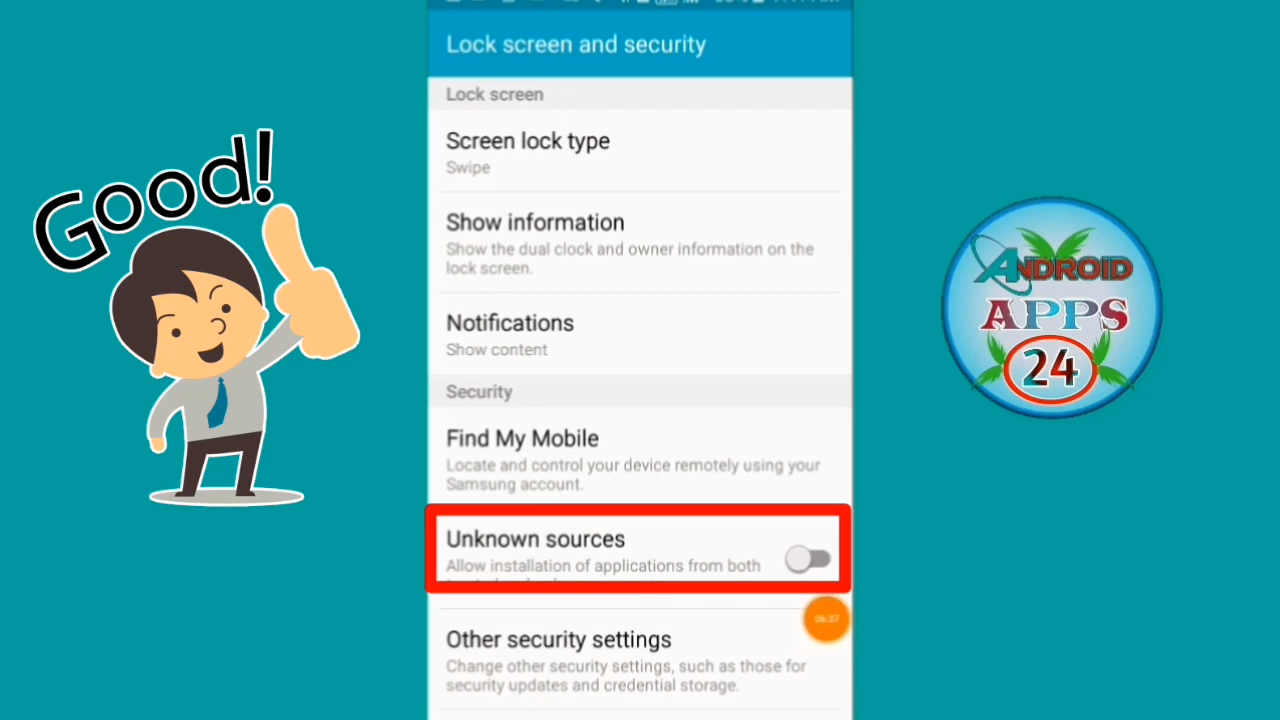 Lock screen and security
Lock screen
Screen lock type
Swipe
Show information
Show the dual clock and owner information on the
lock screen.
Notifications
Show content
Security
Find My Mobile
Locate and control your device remotely using your
Samsung account.
Unknown sources
Allow installation of applications from both
06:37
Other security settings
Change other security settings, such as those for
security updates and credential storage.
Good!
ANDROID
APPS
24